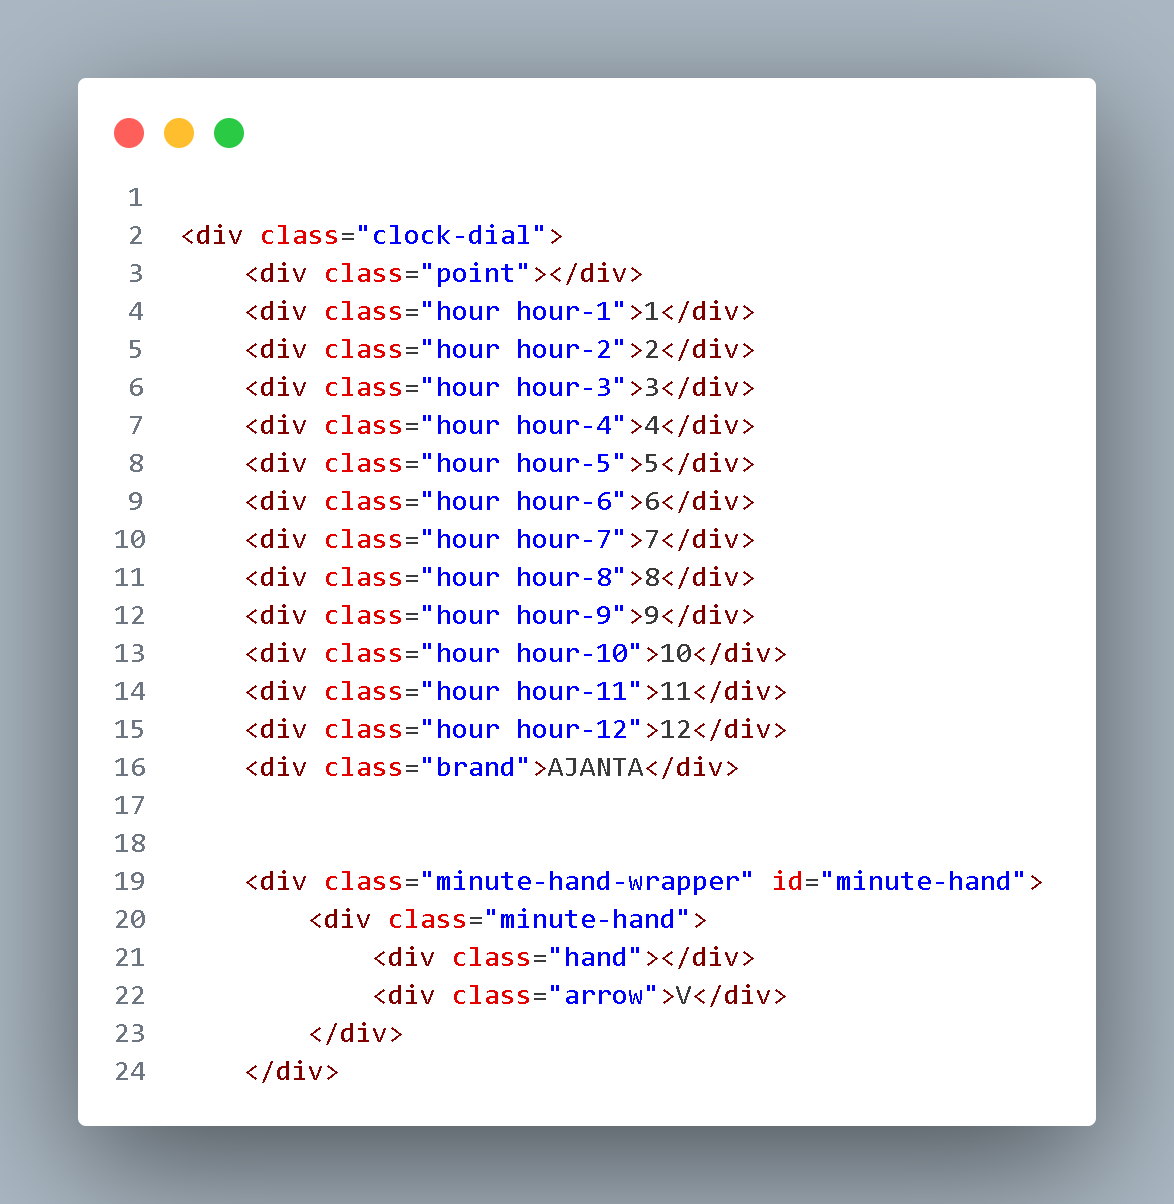 1
2 <div class="clock-dial">
3     <div class="point"></div>
4     <div class="hour hour-1">1</div>
5     <div class="hour hour-2">2</div>
6     <div class="hour hour-3">3</div>
7     <div class="hour hour-4">4</div>
8     <div class="hour hour-5">5</div>
9     <div class="hour hour-6">6</div>
10     <div class="hour hour-7">7</div>
11     <div class="hour hour-8">8</div>
12     <div class="hour hour-9">9</div>
13     <div class="hour hour-10">10</div>
14     <div class="hour hour-11">11</div>
15     <div class="hour hour-12">12</div>
16     <div class="brand">AJANTA</div>
17
18
19     <div class="minute-hand-wrapper" id="minute-hand">
20         <div class="minute-hand">
21             <div class="hand"></div>
22             <div class="arrow">V</div>
23         </div>
24     </div>